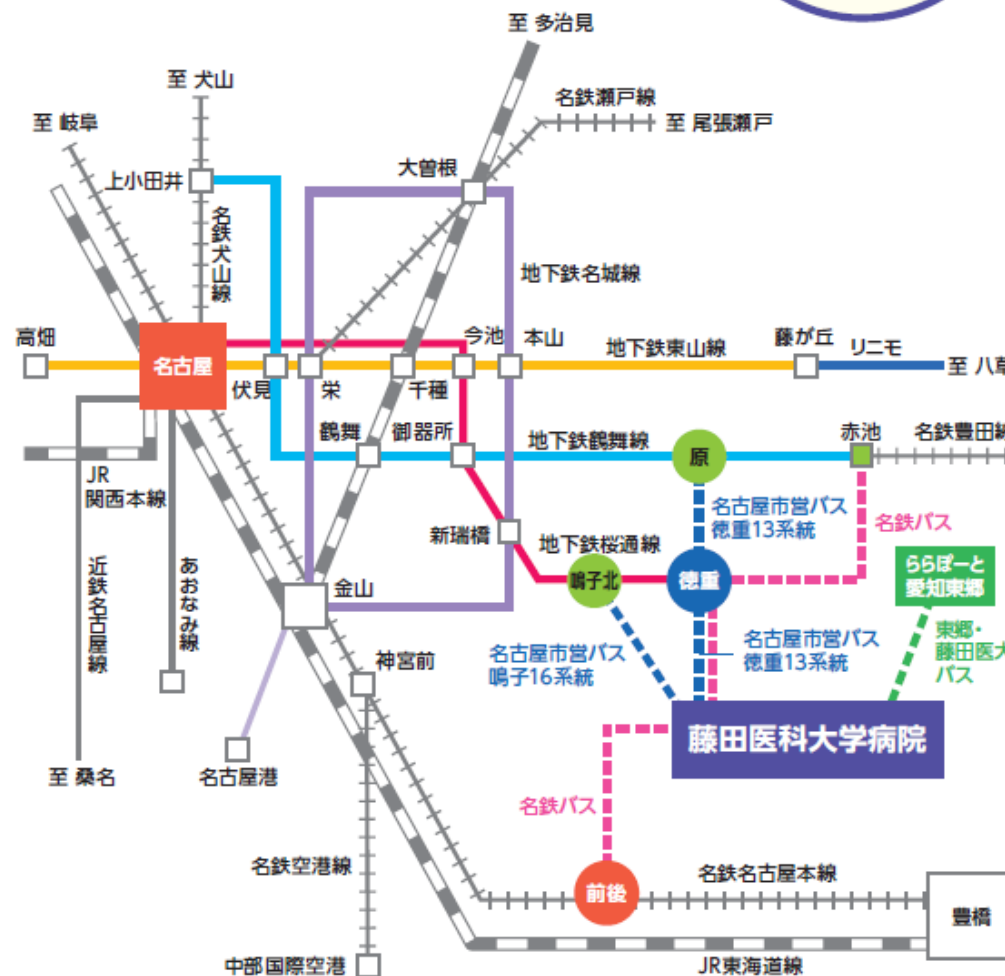 至 多治見
至 犬山
名鉄瀬戸線
至 岐阜
至 尾張瀬戸
大曽根
上小田井
名鉄犬山線
地下鉄名城線
高畑
名古屋
今池
本山
地下鉄東山線
藤が丘
リニモ
至 八草
伏見
栄
千種
鶴舞
御器所
地下鉄鶴舞線
原
赤池
名鉄豊田線
JR
関西本線
名古屋市営バス
徳重13系統
名鉄バス
新瑞橋
地下鉄桜通線
鳴子北
徳重
ららぽーと
愛知東郷
近鉄名古屋線
あおなみ線
金山
名古屋市営バス
鳴子16系統
名古屋市営バス
徳重13系統
東郷・
藤田医大
バス
神宮前
藤田医科大学病院
至 桑名
名古屋港
名鉄バス
名鉄空港線
前後
名鉄名古屋本線
豊橋
中部国際空港
JR東海道線